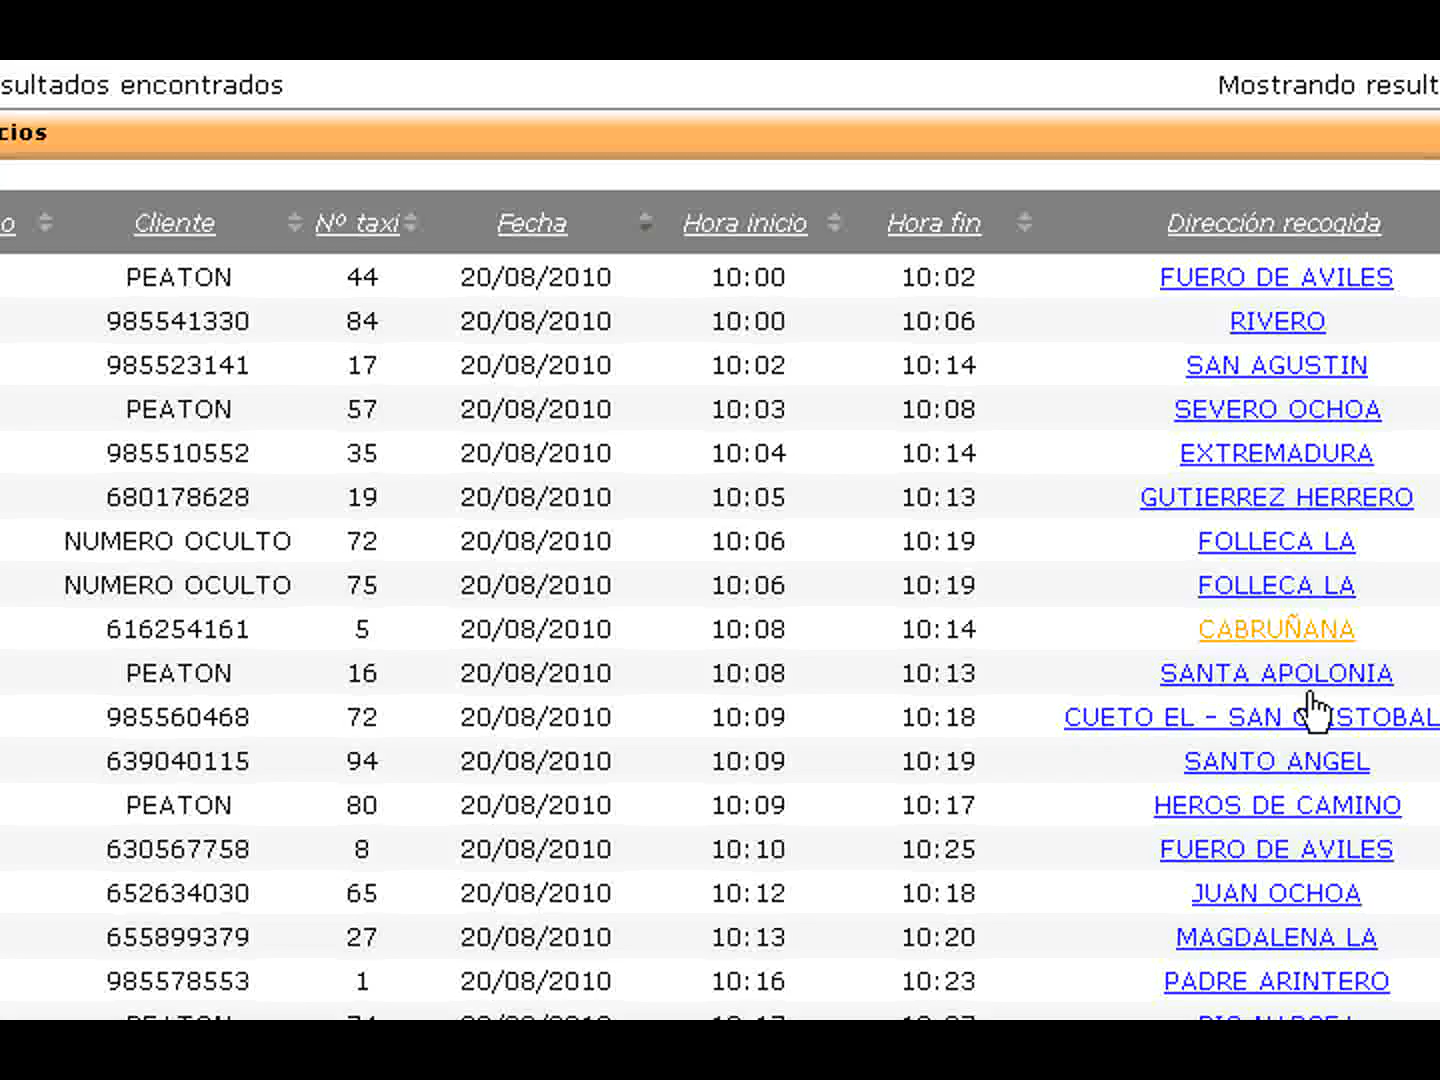 sultados encontrados Mostrando result
cios
o Cliente Nº taxi Fecha Hora inicio Hora fin Dirección recogida
PEATON 44 20/08/2010 10:00 10:02 FUERO DE AVILES
985541330 84 20/08/2010 10:00 10:06 RIVERO
985523141 17 20/08/2010 10:02 10:14 SAN AGUSTIN
PEATON 57 20/08/2010 10:03 10:08 SEVERO OCHOA
985510552 35 20/08/2010 10:04 10:14 EXTREMADURA
680178628 19 20/08/2010 10:05 10:13 GUTIERREZ HERRERO
NUMERO OCULTO 72 20/08/2010 10:06 10:19 FOLLECA LA
NUMERO OCULTO 75 20/08/2010 10:06 10:19 FOLLECA LA
616254161 5 20/08/2010 10:08 10:14 CABRUÑANA
PEATON 16 20/08/2010 10:08 10:13 SANTA APOLONIA
985560468 72 20/08/2010 10:09 10:18 CUETO EL - SAN CRISTOBAL
639040115 94 20/08/2010 10:09 10:19 SANTO ANGEL
PEATON 80 20/08/2010 10:09 10:17 HEROS DE CAMINO
630567758 8 20/08/2010 10:10 10:25 FUERO DE AVILES
652634030 65 20/08/2010 10:12 10:18 JUAN OCHOA
655899379 27 20/08/2010 10:13 10:20 MAGDALENA LA
985578553 1 20/08/2010 10:16 10:23 PADRE ARINTERO